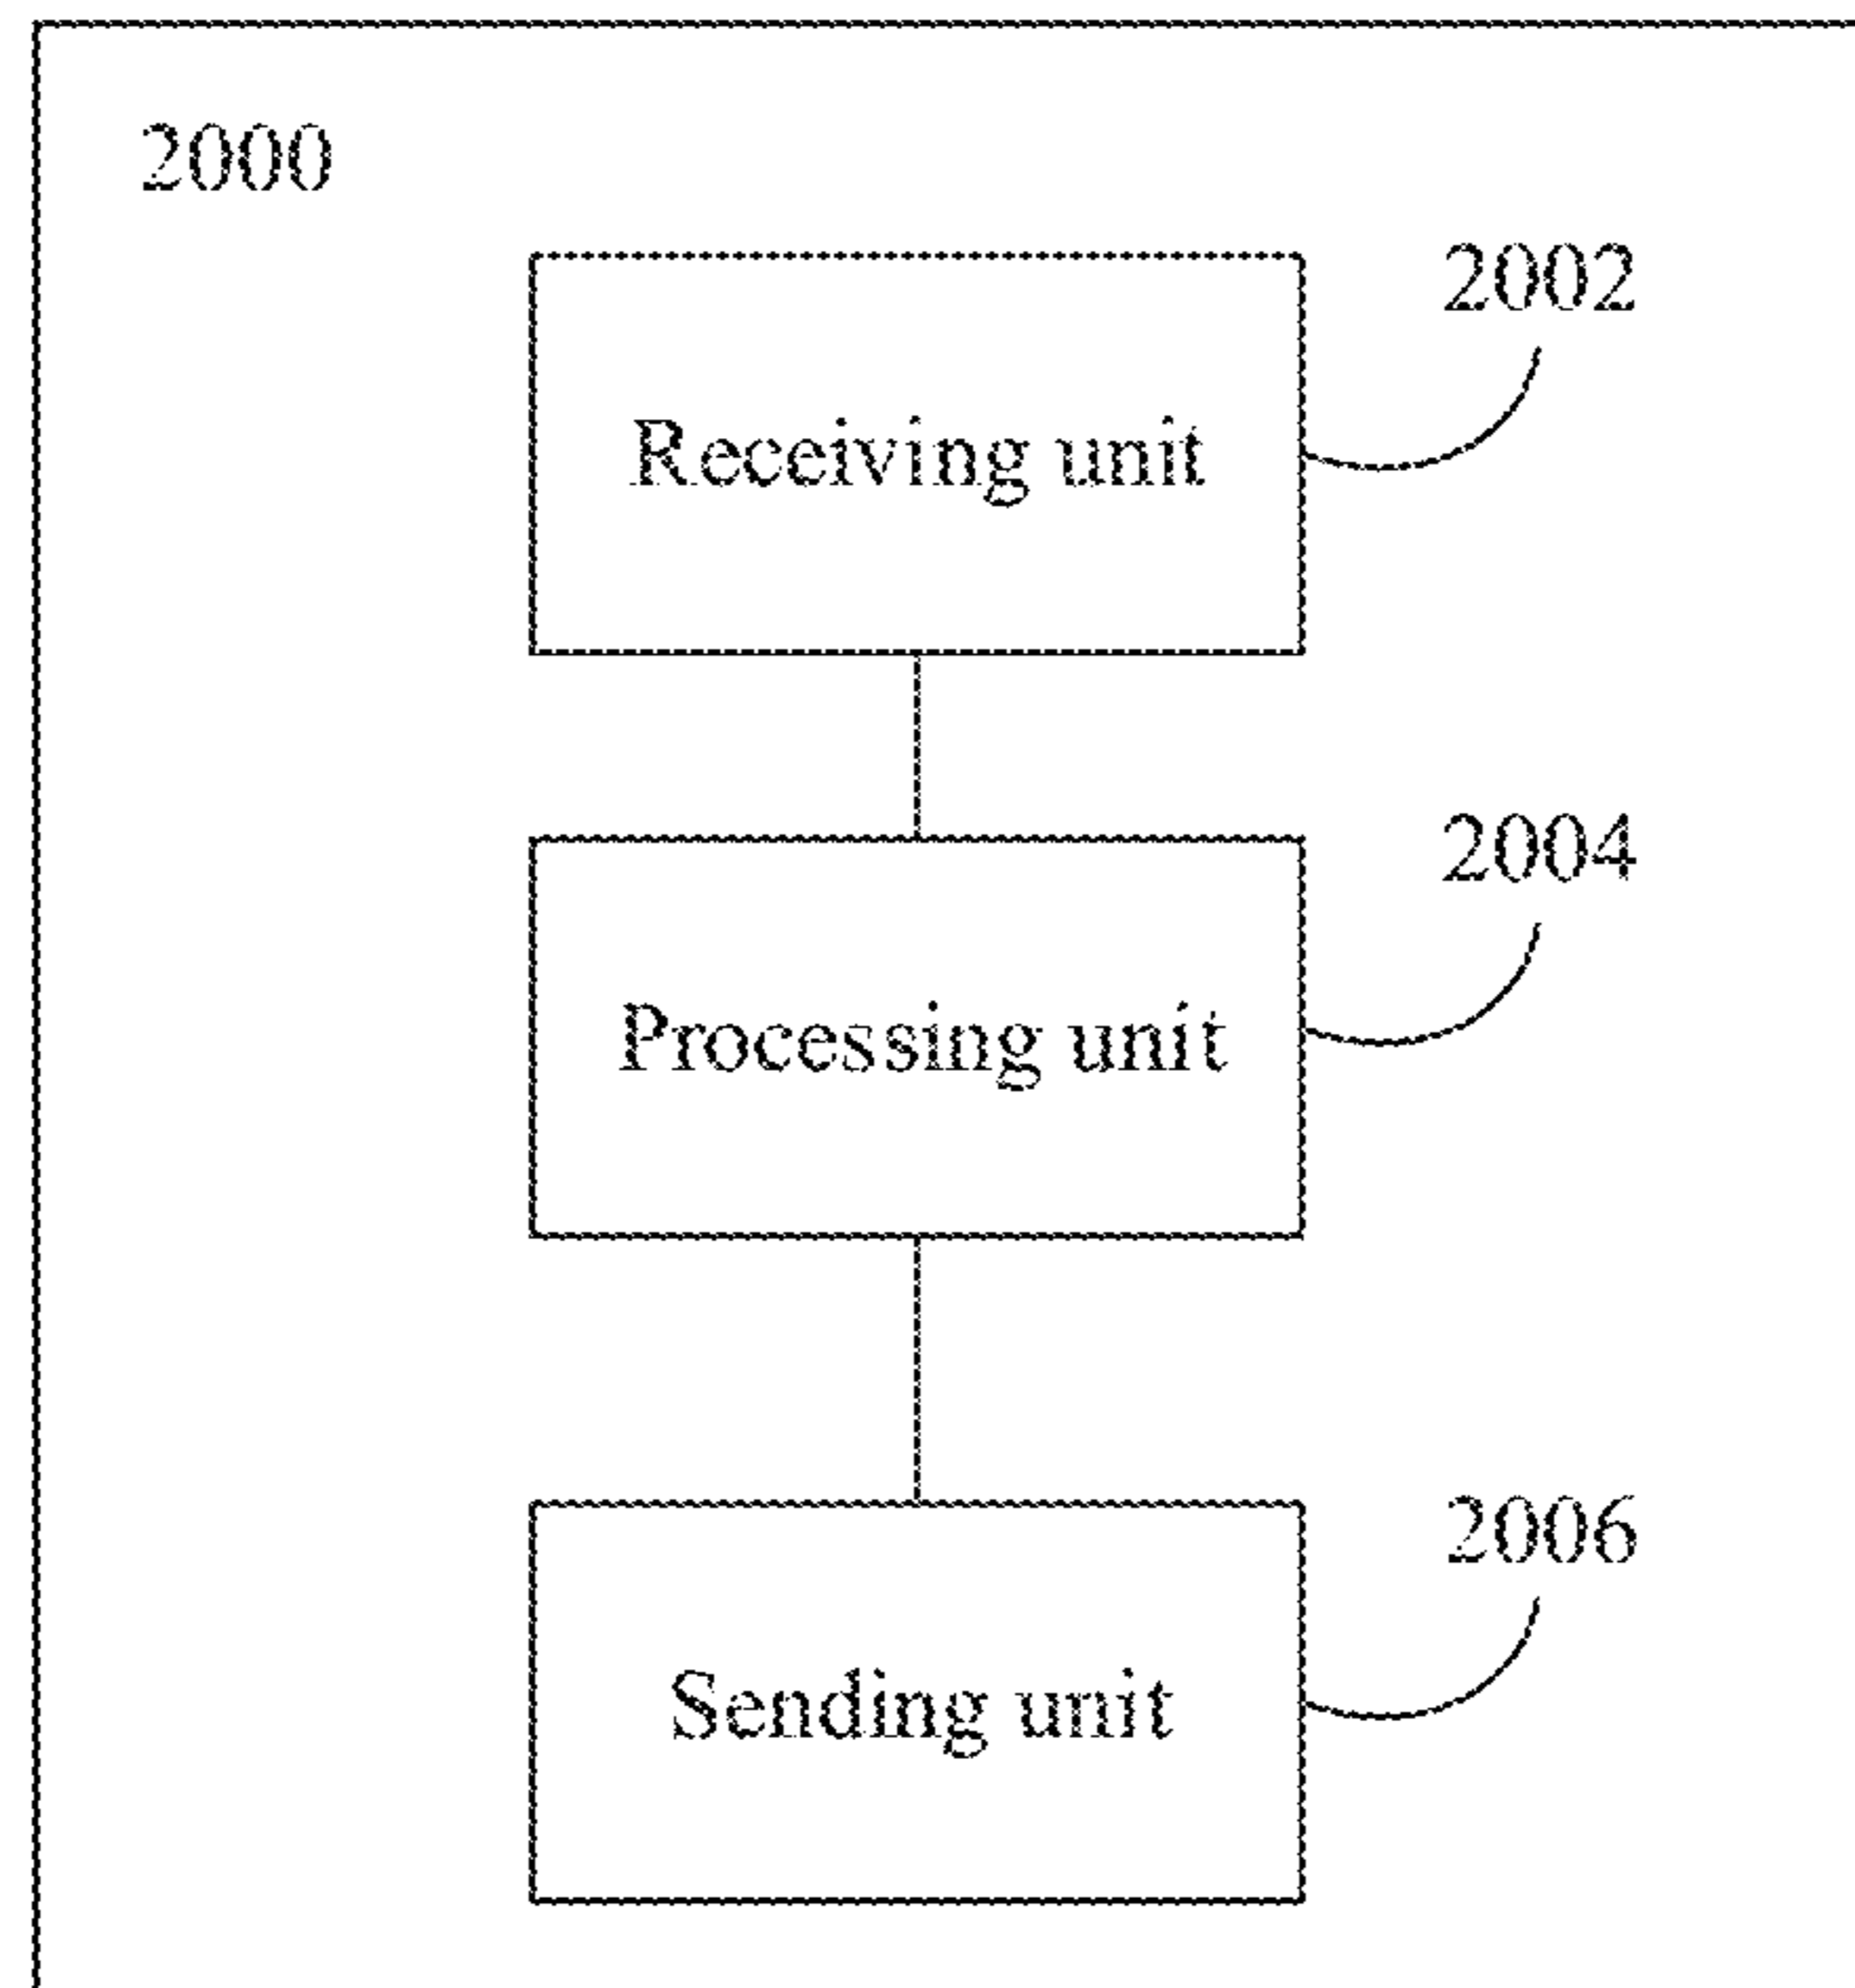 2000
2002
Receiving unit
2004
Processing unit
2006
Sending unit